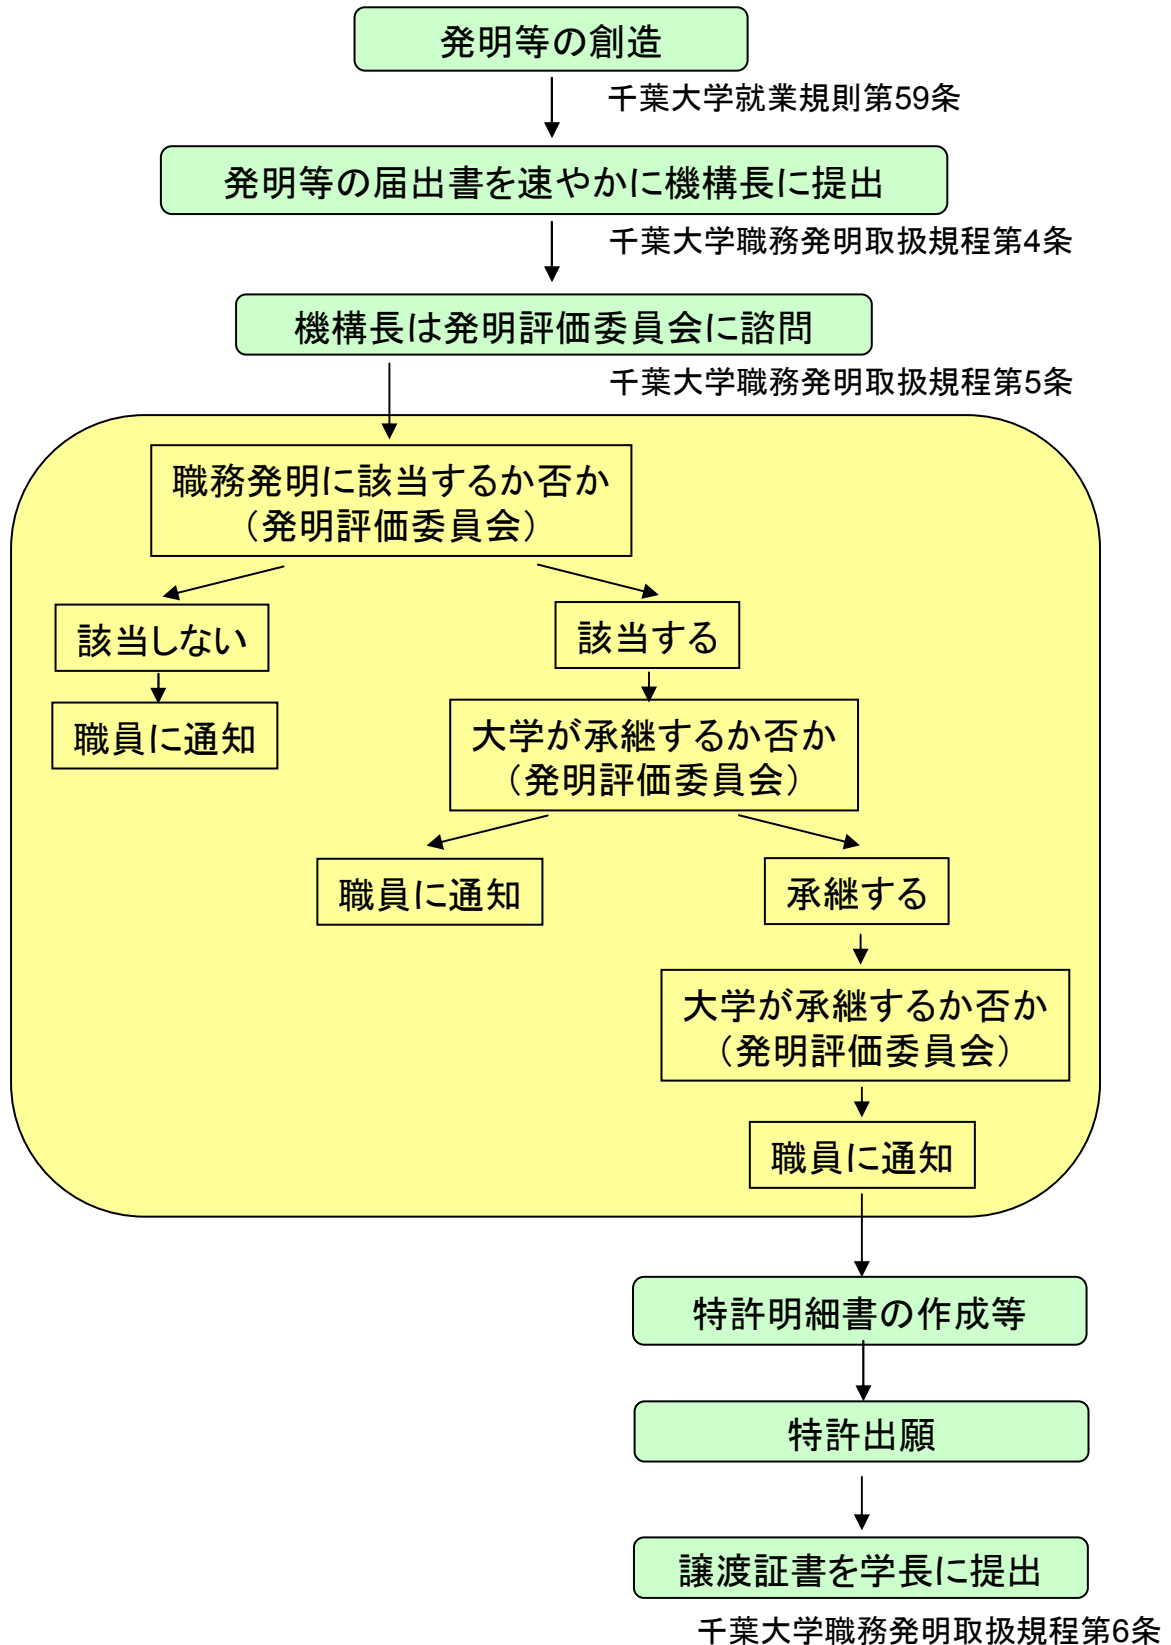 発明等の創造
千葉大学就業規則第59条
発明等の届出書を速やかに機構長に提出
千葉大学職務発明取扱規程第4条
機構長は発明評価委員会に諮問
千葉大学職務発明取扱規程第5条
職務発明に該当するか否か
（発明評価委員会）
該当しない
該当する
職員に通知
大学が承継するか否か
（発明評価委員会）
職員に通知
承継する
大学が承継するか否か
（発明評価委員会）
職員に通知
特許明細書の作成等
特許出願
譲渡証書を学長に提出
千葉大学職務発明取扱規程第6条